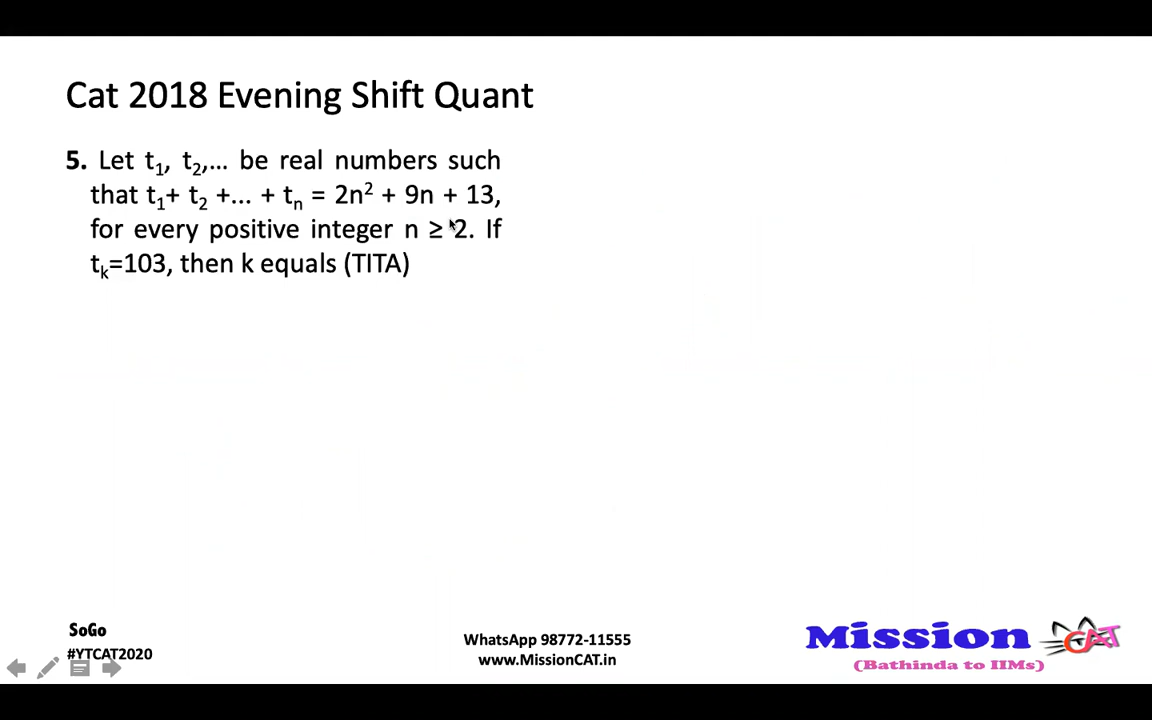 Cat 2018 Evening Shift Quant
5. Let t₁, t₂,... be real numbers such
that t₁+ t₂ +... + tₙ = 2n² + 9n + 13,
for every positive integer n ≥ 2. If
tₖ=103, then k equals (TITA)
SoGo
#YTCAT2020
WhatsApp 98772-11555
www.MissionCAT.in
Mission CAT
(Bathinda to IIMs)